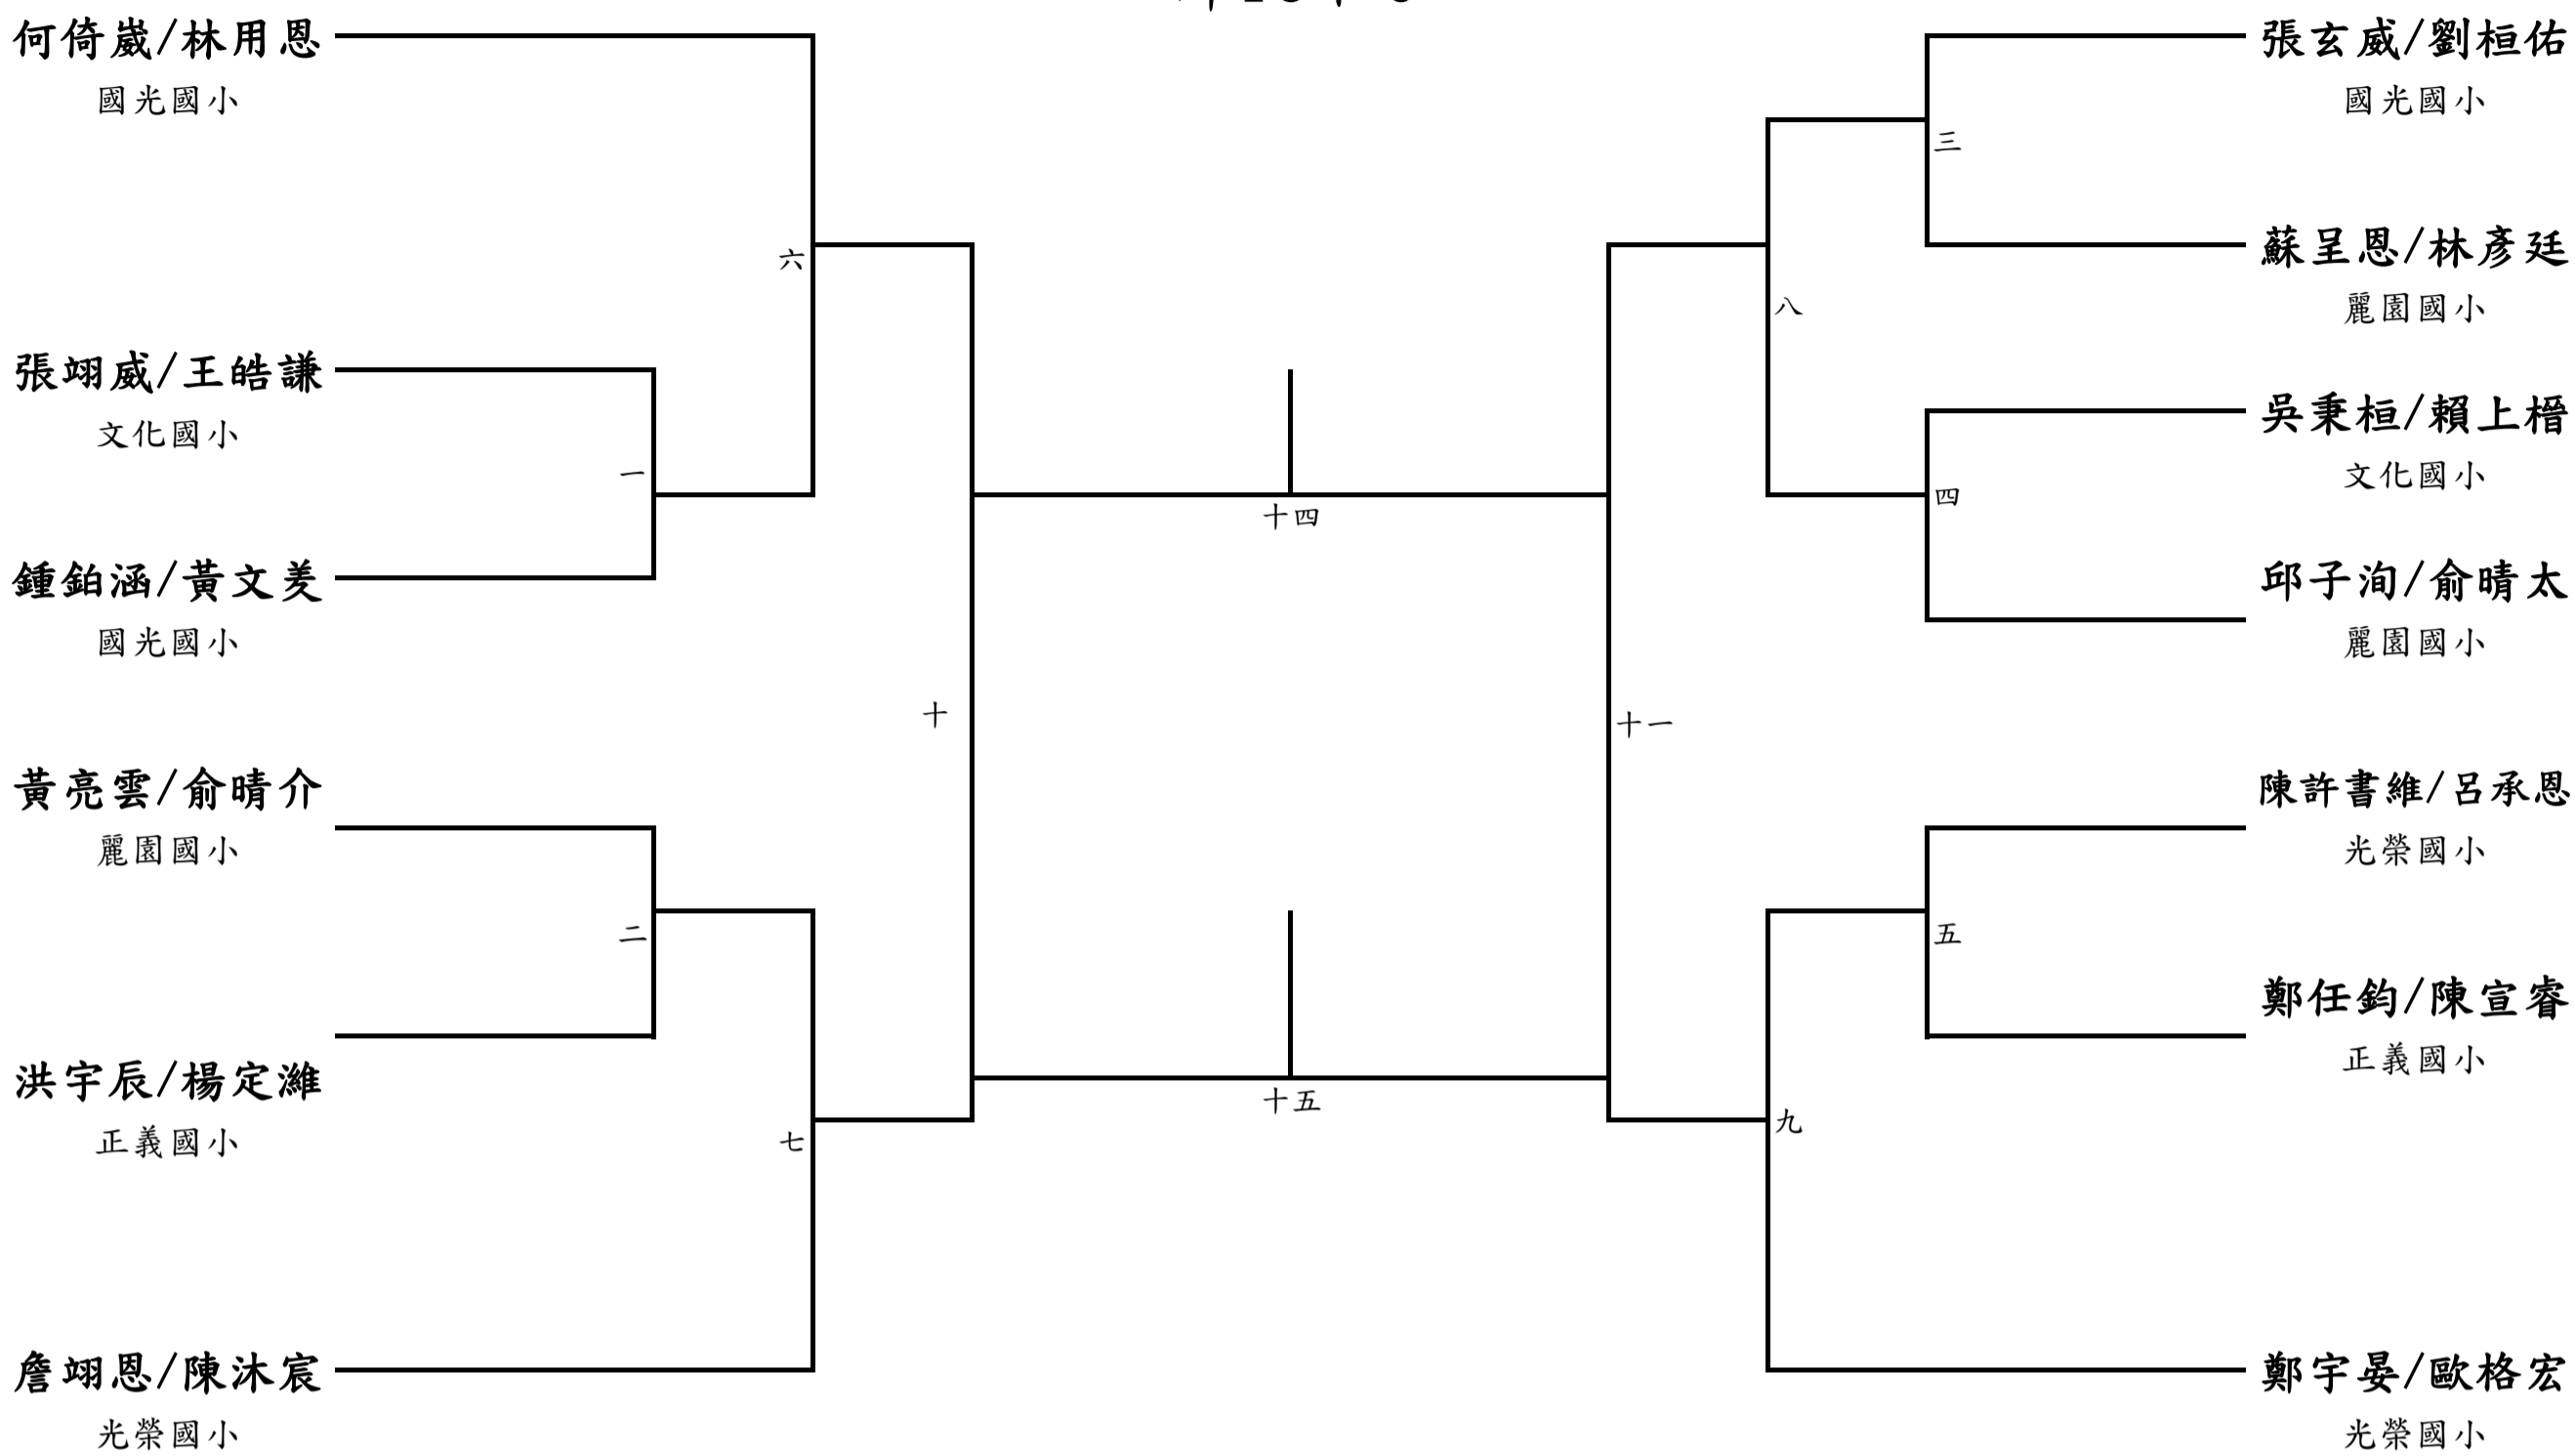 何倚崴/林用恩
國光國小
張翊威/王皓謙
文化國小
鍾鉑涵/黃文羑
國光國小
黃亮雲/俞晴介
麗園國小
洪宇辰/楊定濰
正義國小
詹翊恩/陳沐宸
光榮國小
六
一
二
七
十
十四
十五
十一
八
九
三
四
五
張玄威/劉桓佑
國光國小
蘇呈恩/林彥廷
麗園國小
吳秉桓/賴上榗
文化國小
邱子洵/俞晴太
麗園國小
陳許書維/呂承恩
光榮國小
鄭任鈞/陳宣睿
正義國小
鄭宇晏/歐格宏
光榮國小